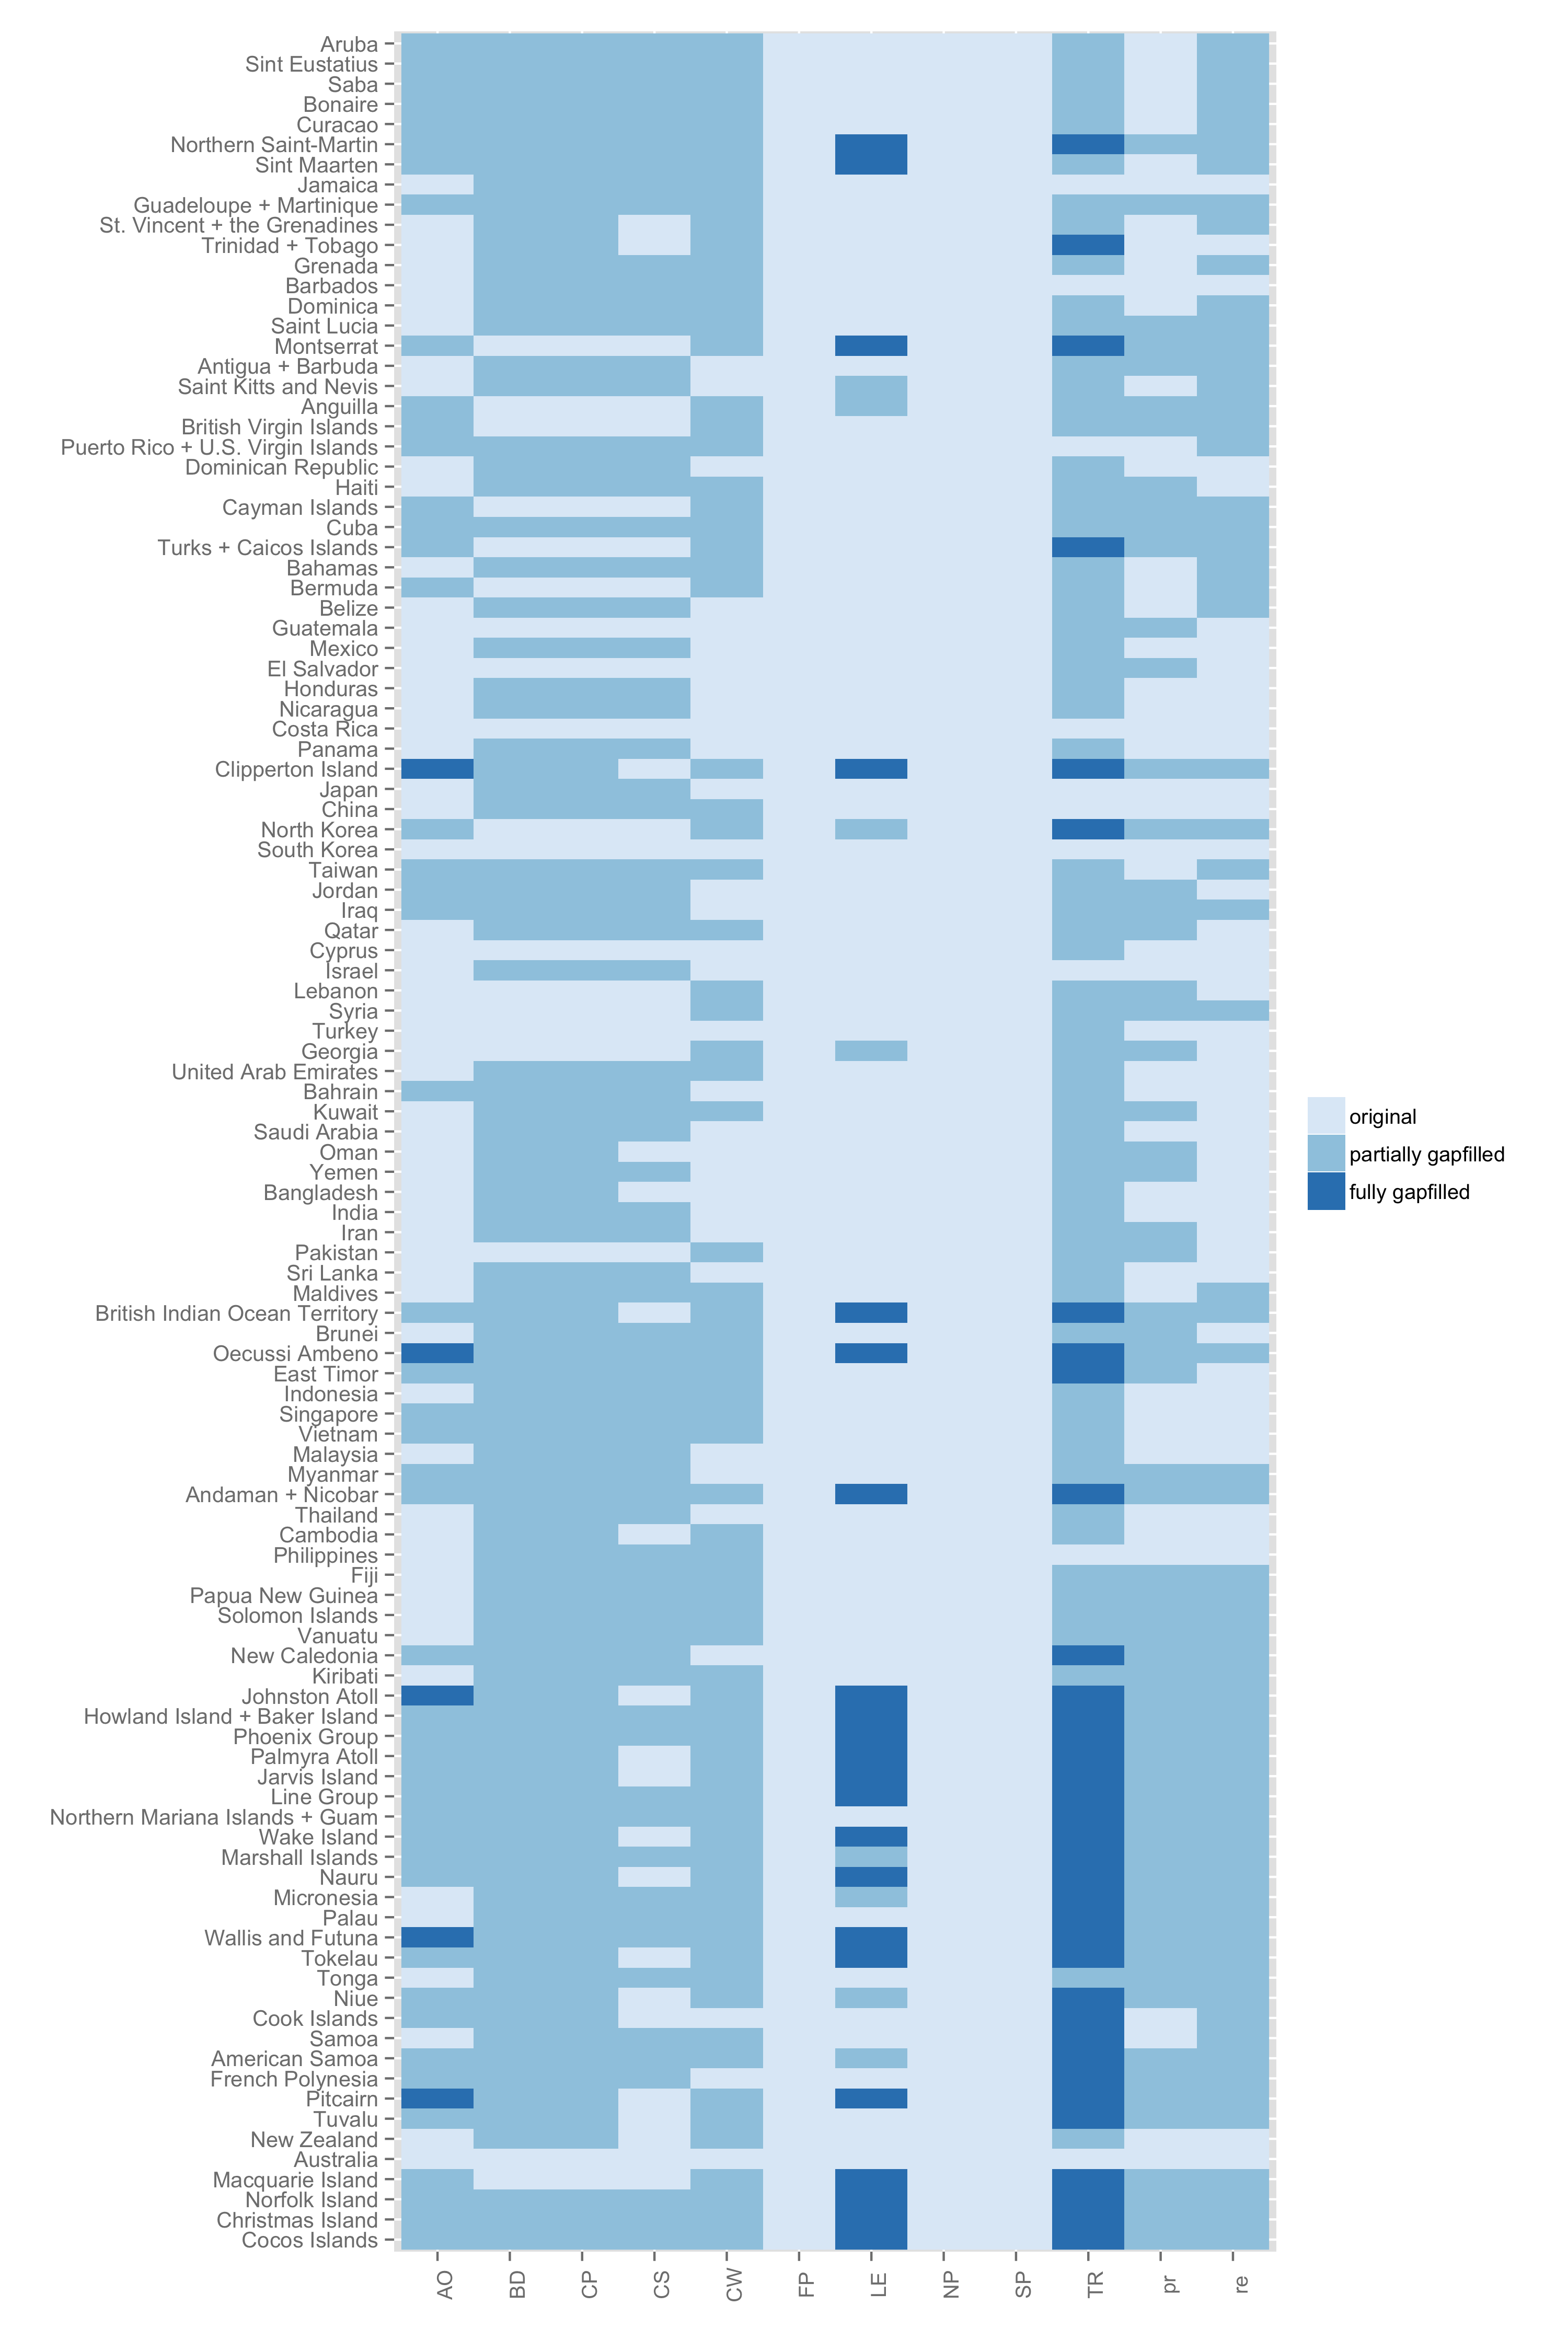 Aruba
Sint Eustatius
Saba
Bonaire
Curacao
Northern Saint-Martin
Sint Maarten
Jamaica
Guadeloupe + Martinique
St. Vincent + the Grenadines
Trinidad + Tobago
Grenada
Barbados
Dominica
Saint Lucia
Montserrat
Antigua + Barbuda
Saint Kitts and Nevis
Anguilla
British Virgin Islands
Puerto Rico + U.S. Virgin Islands
Dominican Republic
Haiti
Cayman Islands
Cuba
Turks + Caicos Islands
Bahamas
Bermuda
Belize
Guatemala
Mexico
El Salvador
Honduras
Nicaragua
Costa Rica
Panama
Clipperton Island
Japan
China
North Korea
South Korea
Taiwan
Jordan
Iraq
Qatar
Cyprus
Israel
Lebanon
Syria
Turkey
Georgia
United Arab Emirates
Bahrain
Kuwait
Saudi Arabia
Oman
Yemen
Bangladesh
India
Iran
Pakistan
Sri Lanka
Maldives
British Indian Ocean Territory
Brunei
Oecussi Ambeno
East Timor
Indonesia
Singapore
Vietnam
Malaysia
Myanmar
Andaman + Nicobar
Thailand
Cambodia
Philippines
Fiji
Papua New Guinea
Solomon Islands
Vanuatu
New Caledonia
Kiribati
Johnston Atoll
Howland Island + Baker Island
Phoenix Group
Palmyra Atoll
Jarvis Island
Line Group
Northern Mariana Islands + Guam
Wake Island
Marshall Islands
Nauru
Micronesia
Palau
Wallis and Futuna
Tokelau
Tonga
Niue
Cook Islands
Samoa
American Samoa
French Polynesia
Pitcairn
Tuvalu
New Zealand
Australia
Macquarie Island
Norfolk Island
Christmas Island
Cocos Islands
AO BD CP CS CW FP LE NP SP TR pr re
original
partially gapfilled
fully gapfilled